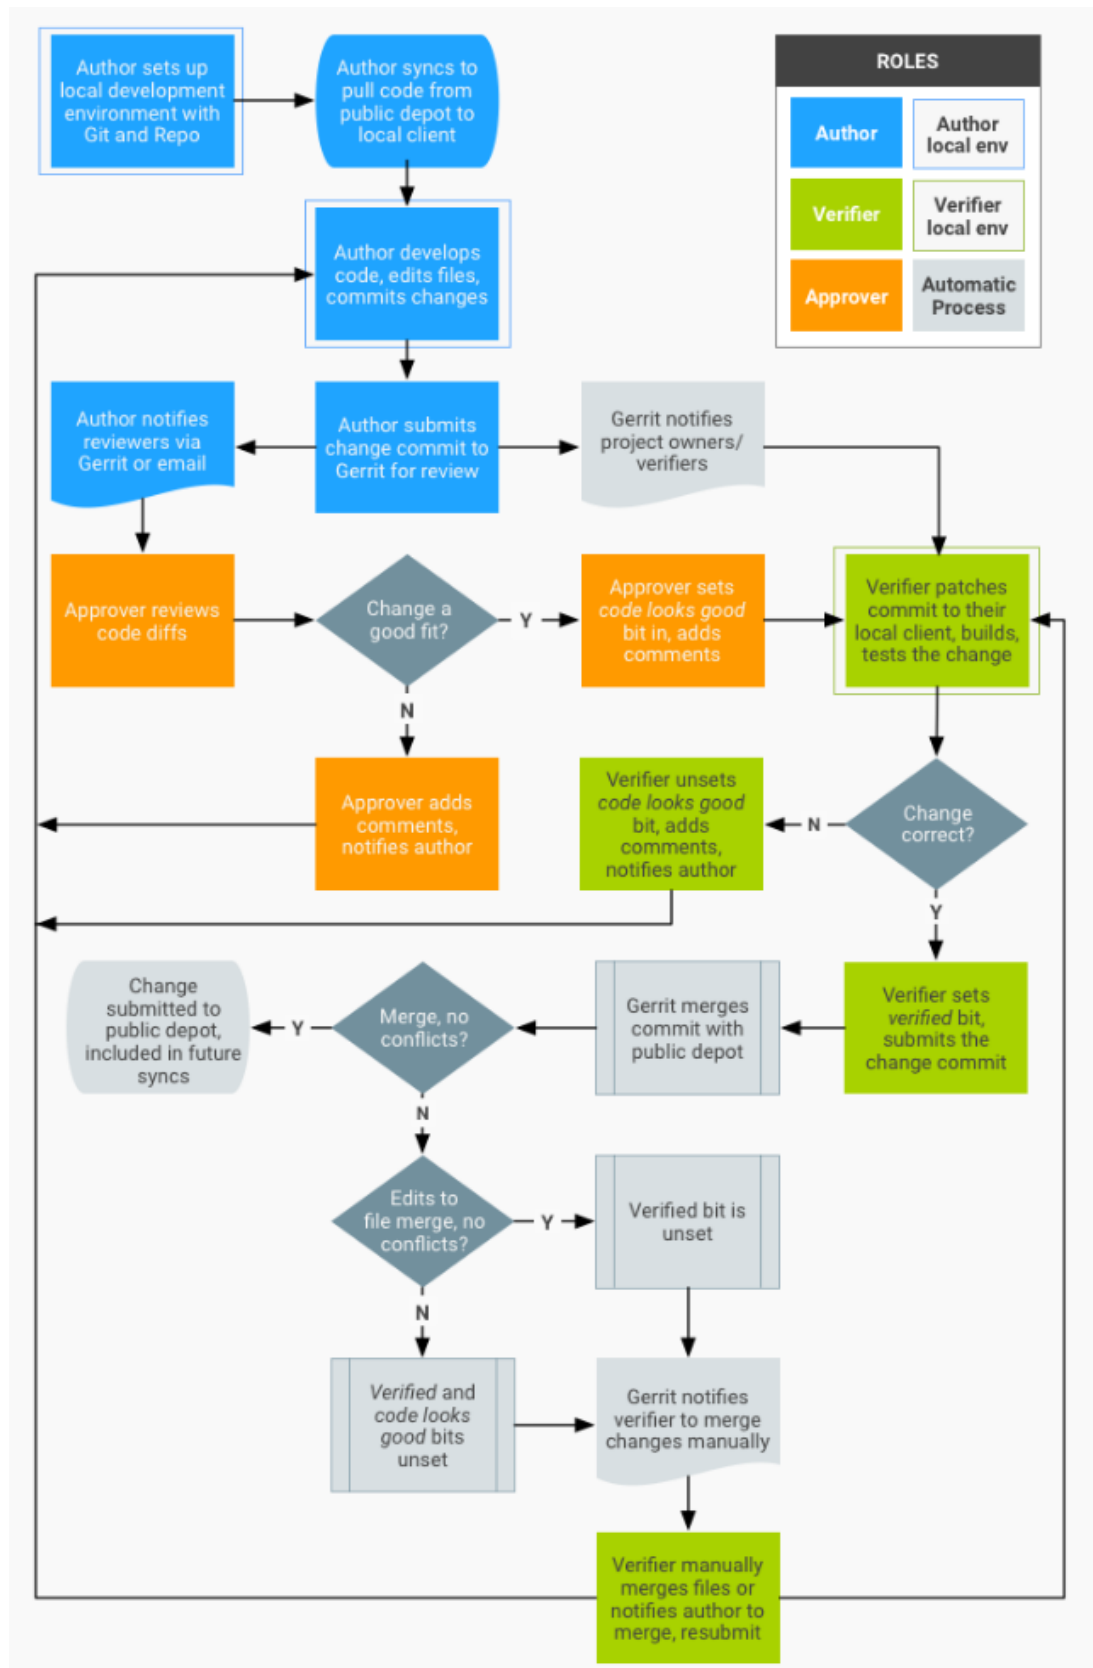 Author sets up
local development
environment with
Git and Repo
Author syncs to
pull code from
public depot to
local client
ROLES
Author
Author
local env
Verifier
Verifier
local env
Approver
Automatic
Process
Author develops
code, edits files,
commits changes
Author notifies
reviewers via
Gerrit or email
Author submits
change commit to
Gerrit for review
Gerrit notifies
project owners/
verifiers
Approver reviews
code diffs
Change a
good fit?
Y
Approver sets
code looks good
bit in, adds
comments
Verifier patches
commit to their
local client, builds,
tests the change
N
Approver adds
comments,
notifies author
Verifier unsets
code looks good
bit, adds
comments,
notifies author
N
Change
correct?
Y
Change
submitted to
public depot,
included in future
syncs
Y
Merge, no
conflicts?
Gerrit merges
commit with
public depot
Verifier sets
verified bit,
submits the
change commit
N
Edits to
file merge, no
conflicts?
Y
Verified bit is
unset
N
Verified and
code looks
good bits
unset
Gerrit notifies
verifier to merge
changes manually
Verifier manually
merges files or
notifies author to
merge, resubmit